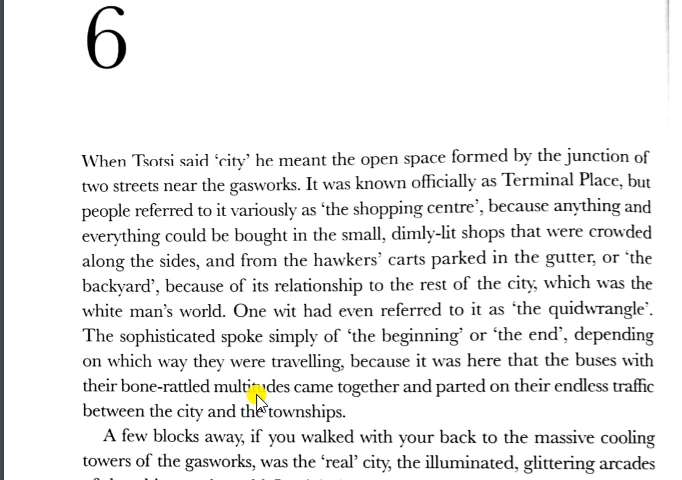 6
When Tsotsi said ‘city’ he meant the open space formed by the junction of
two streets near the gasworks. It was known officially as Terminal Place, but
people referred to it variously as ‘the shopping centre’, because anything and
everything could be bought in the small, dimly-lit shops that were crowded
along the sides, and from the hawkers’ carts parked in the gutter, or ‘the
backyard’, because of its relationship to the rest of the city, which was the
white man’s world. One wit had even referred to it as ‘the quidwrangle’.
The sophisticated spoke simply of ‘the beginning’ or ‘the end’, depending
on which way they were travelling, because it was here that the buses with
their bone-rattled multitudes came together and parted on their endless traffic
between the city and the townships.
A few blocks away, if you walked with your back to the massive cooling
towers of the gasworks, was the ‘real’ city, the illuminated, glittering arcades